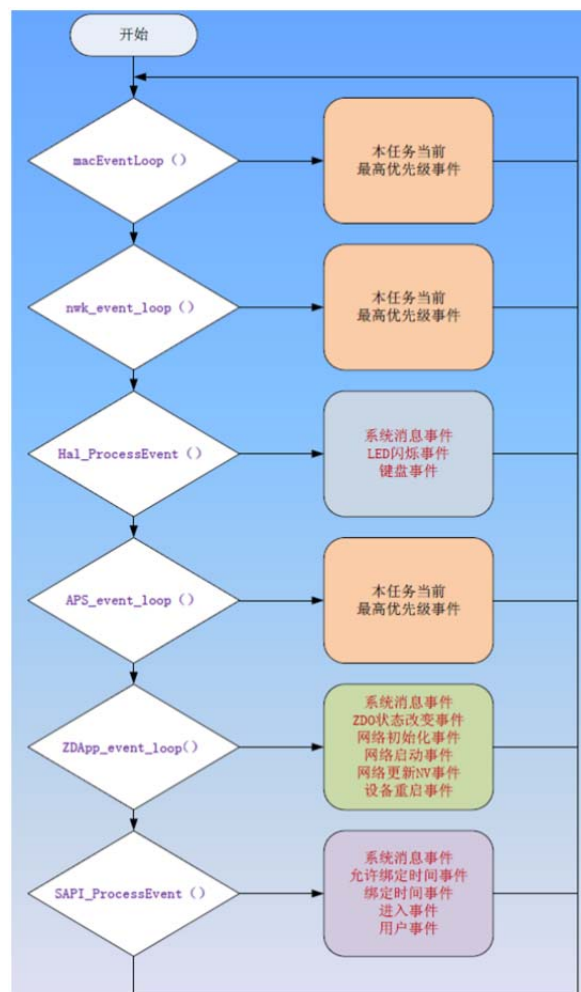 开始
macEventLoop ()
本任务当前
最高优先级事件
nwk_event_loop ()
本任务当前
最高优先级事件
Hal_ProcessEvent ()
系统消息事件
LED闪烁事件
键盘事件
APS_event_loop ()
本任务当前
最高优先级事件
ZDApp_event_loop()
系统消息事件
ZDO状态改变事件
网络初始化事件
网络启动事件
网络更新NV事件
设备重启事件
SAPI_ProcessEvent ()
系统消息事件
允许绑定时间事件
绑定时间事件
进入事件
用户事件